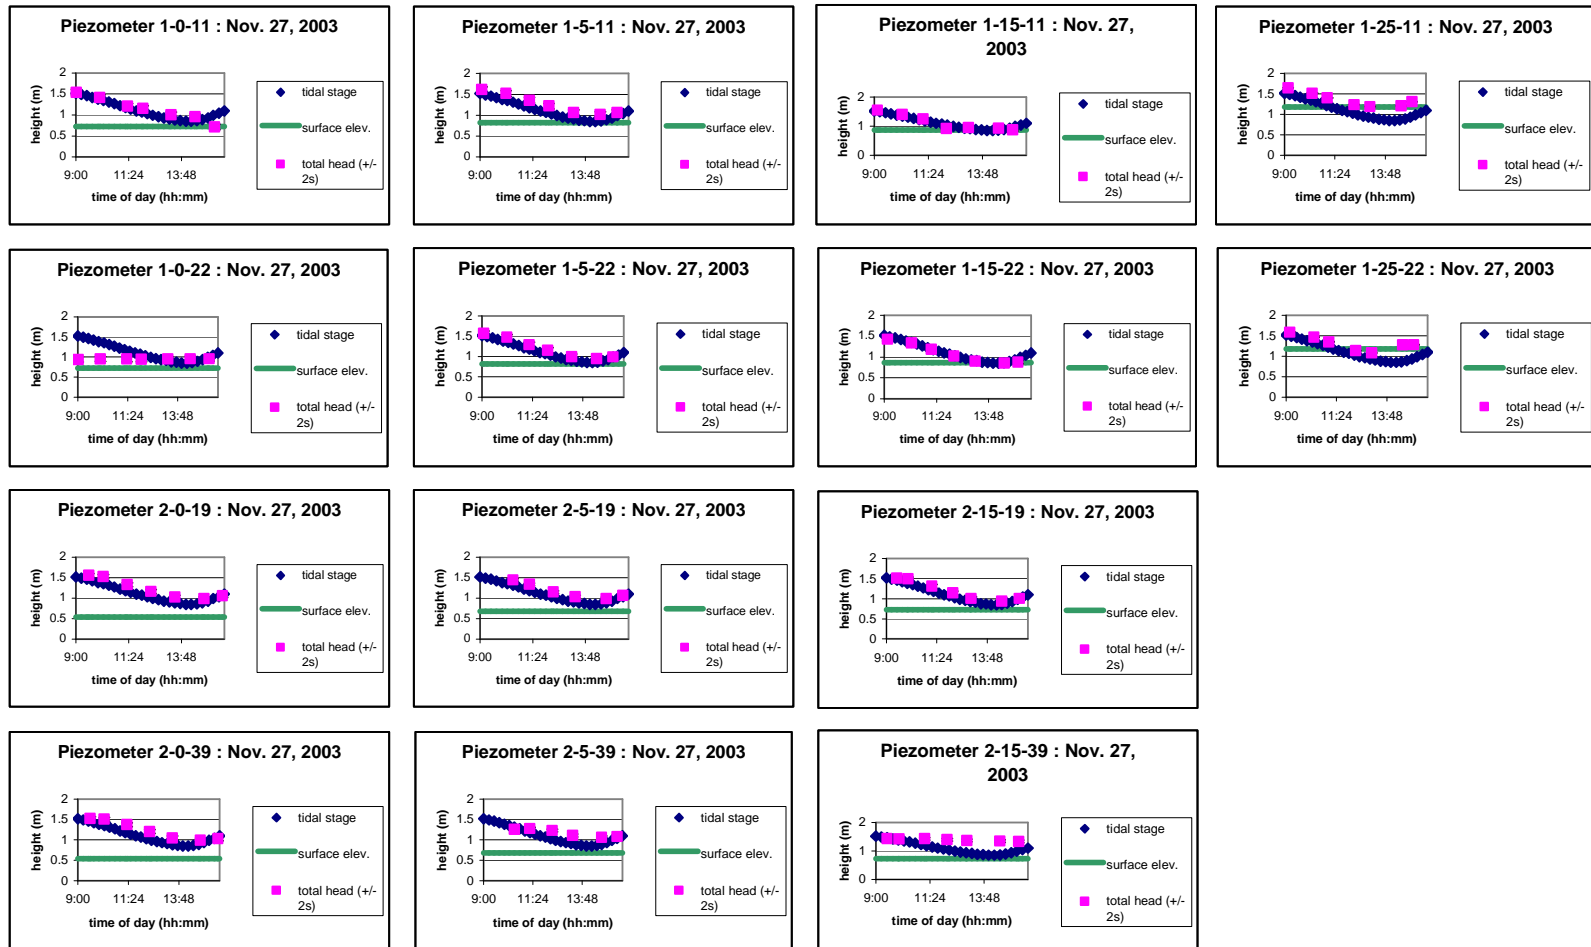 Piezometer 1-0-11 : Nov. 27, 2003
2
1.5
1
0.5
0
height (m)
9:00 11:24 13:48
time of day (hh:mm)
tidal stage
surface elev.
total head (+/-
2s)
Piezometer 1-5-11 : Nov. 27, 2003
2
1.5
1
0.5
0
height (m)
9:00 11:24 13:48
time of day (hh:mm)
tidal stage
surface elev.
total head (+/-
2s)
Piezometer 1-15-11 : Nov. 27,
2003
2
1
0
height (m)
9:00 11:24 13:48
time of day (hh:mm)
tidal stage
surface elev.
total head (+/-
2s)
Piezometer 1-25-11 : Nov. 27, 2003
2
1.5
1
0.5
0
height (m)
9:00 11:24 13:48
time of day (hh:mm)
tidal stage
surface elev.
total head (+/-
2s)
Piezometer 1-0-22 : Nov. 27, 2003
2
1.5
1
0.5
0
height (m)
9:00 11:24 13:48
time of day (hh:mm)
tidal stage
surface elev.
total head (+/-
2s)
Piezometer 1-5-22 : Nov. 27, 2003
2
1.5
1
0.5
0
height (m)
9:00 11:24 13:48
time of day (hh:mm)
tidal stage
surface elev.
total head (+/-
2s)
Piezometer 1-15-22 : Nov. 27, 2003
2
1.5
1
0.5
0
height (m)
9:00 11:24 13:48
time of day (hh:mm)
tidal stage
surface elev.
total head (+/-
2s)
Piezometer 1-25-22 : Nov. 27, 2003
2
1.5
1
0.5
0
height (m)
9:00 11:24 13:48
time of day (hh:mm)
tidal stage
surface elev.
total head (+/-
2s)
Piezometer 2-0-19 : Nov. 27, 2003
2
1.5
1
0.5
0
height (m)
9:00 11:24 13:48
time of day (hh:mm)
tidal stage
surface elev.
total head (+/-
2s)
Piezometer 2-5-19 : Nov. 27, 2003
2
1.5
1
0.5
0
height (m)
9:00 11:24 13:48
time of day (hh:mm)
tidal stage
surface elev.
total head (+/-
2s)
Piezometer 2-15-19 : Nov. 27, 2003
2
1.5
1
0.5
0
height (m)
9:00 11:24 13:48
time of day (hh:mm)
tidal stage
surface elev.
total head (+/-
2s)
Piezometer 2-0-39 : Nov. 27, 2003
2
1.5
1
0.5
0
height (m)
9:00 11:24 13:48
time of day (hh:mm)
tidal stage
surface elev.
total head (+/-
2s)
Piezometer 2-5-39 : Nov. 27, 2003
2
1.5
1
0.5
0
height (m)
9:00 11:24 13:48
time of day (hh:mm)
tidal stage
surface elev.
total head (+/-
2s)
Piezometer 2-15-39 : Nov. 27,
2003
2
1
0
height (m)
9:00 11:24 13:48
time of day (hh:mm)
tidal stage
surface elev.
total head (+/-
2s)